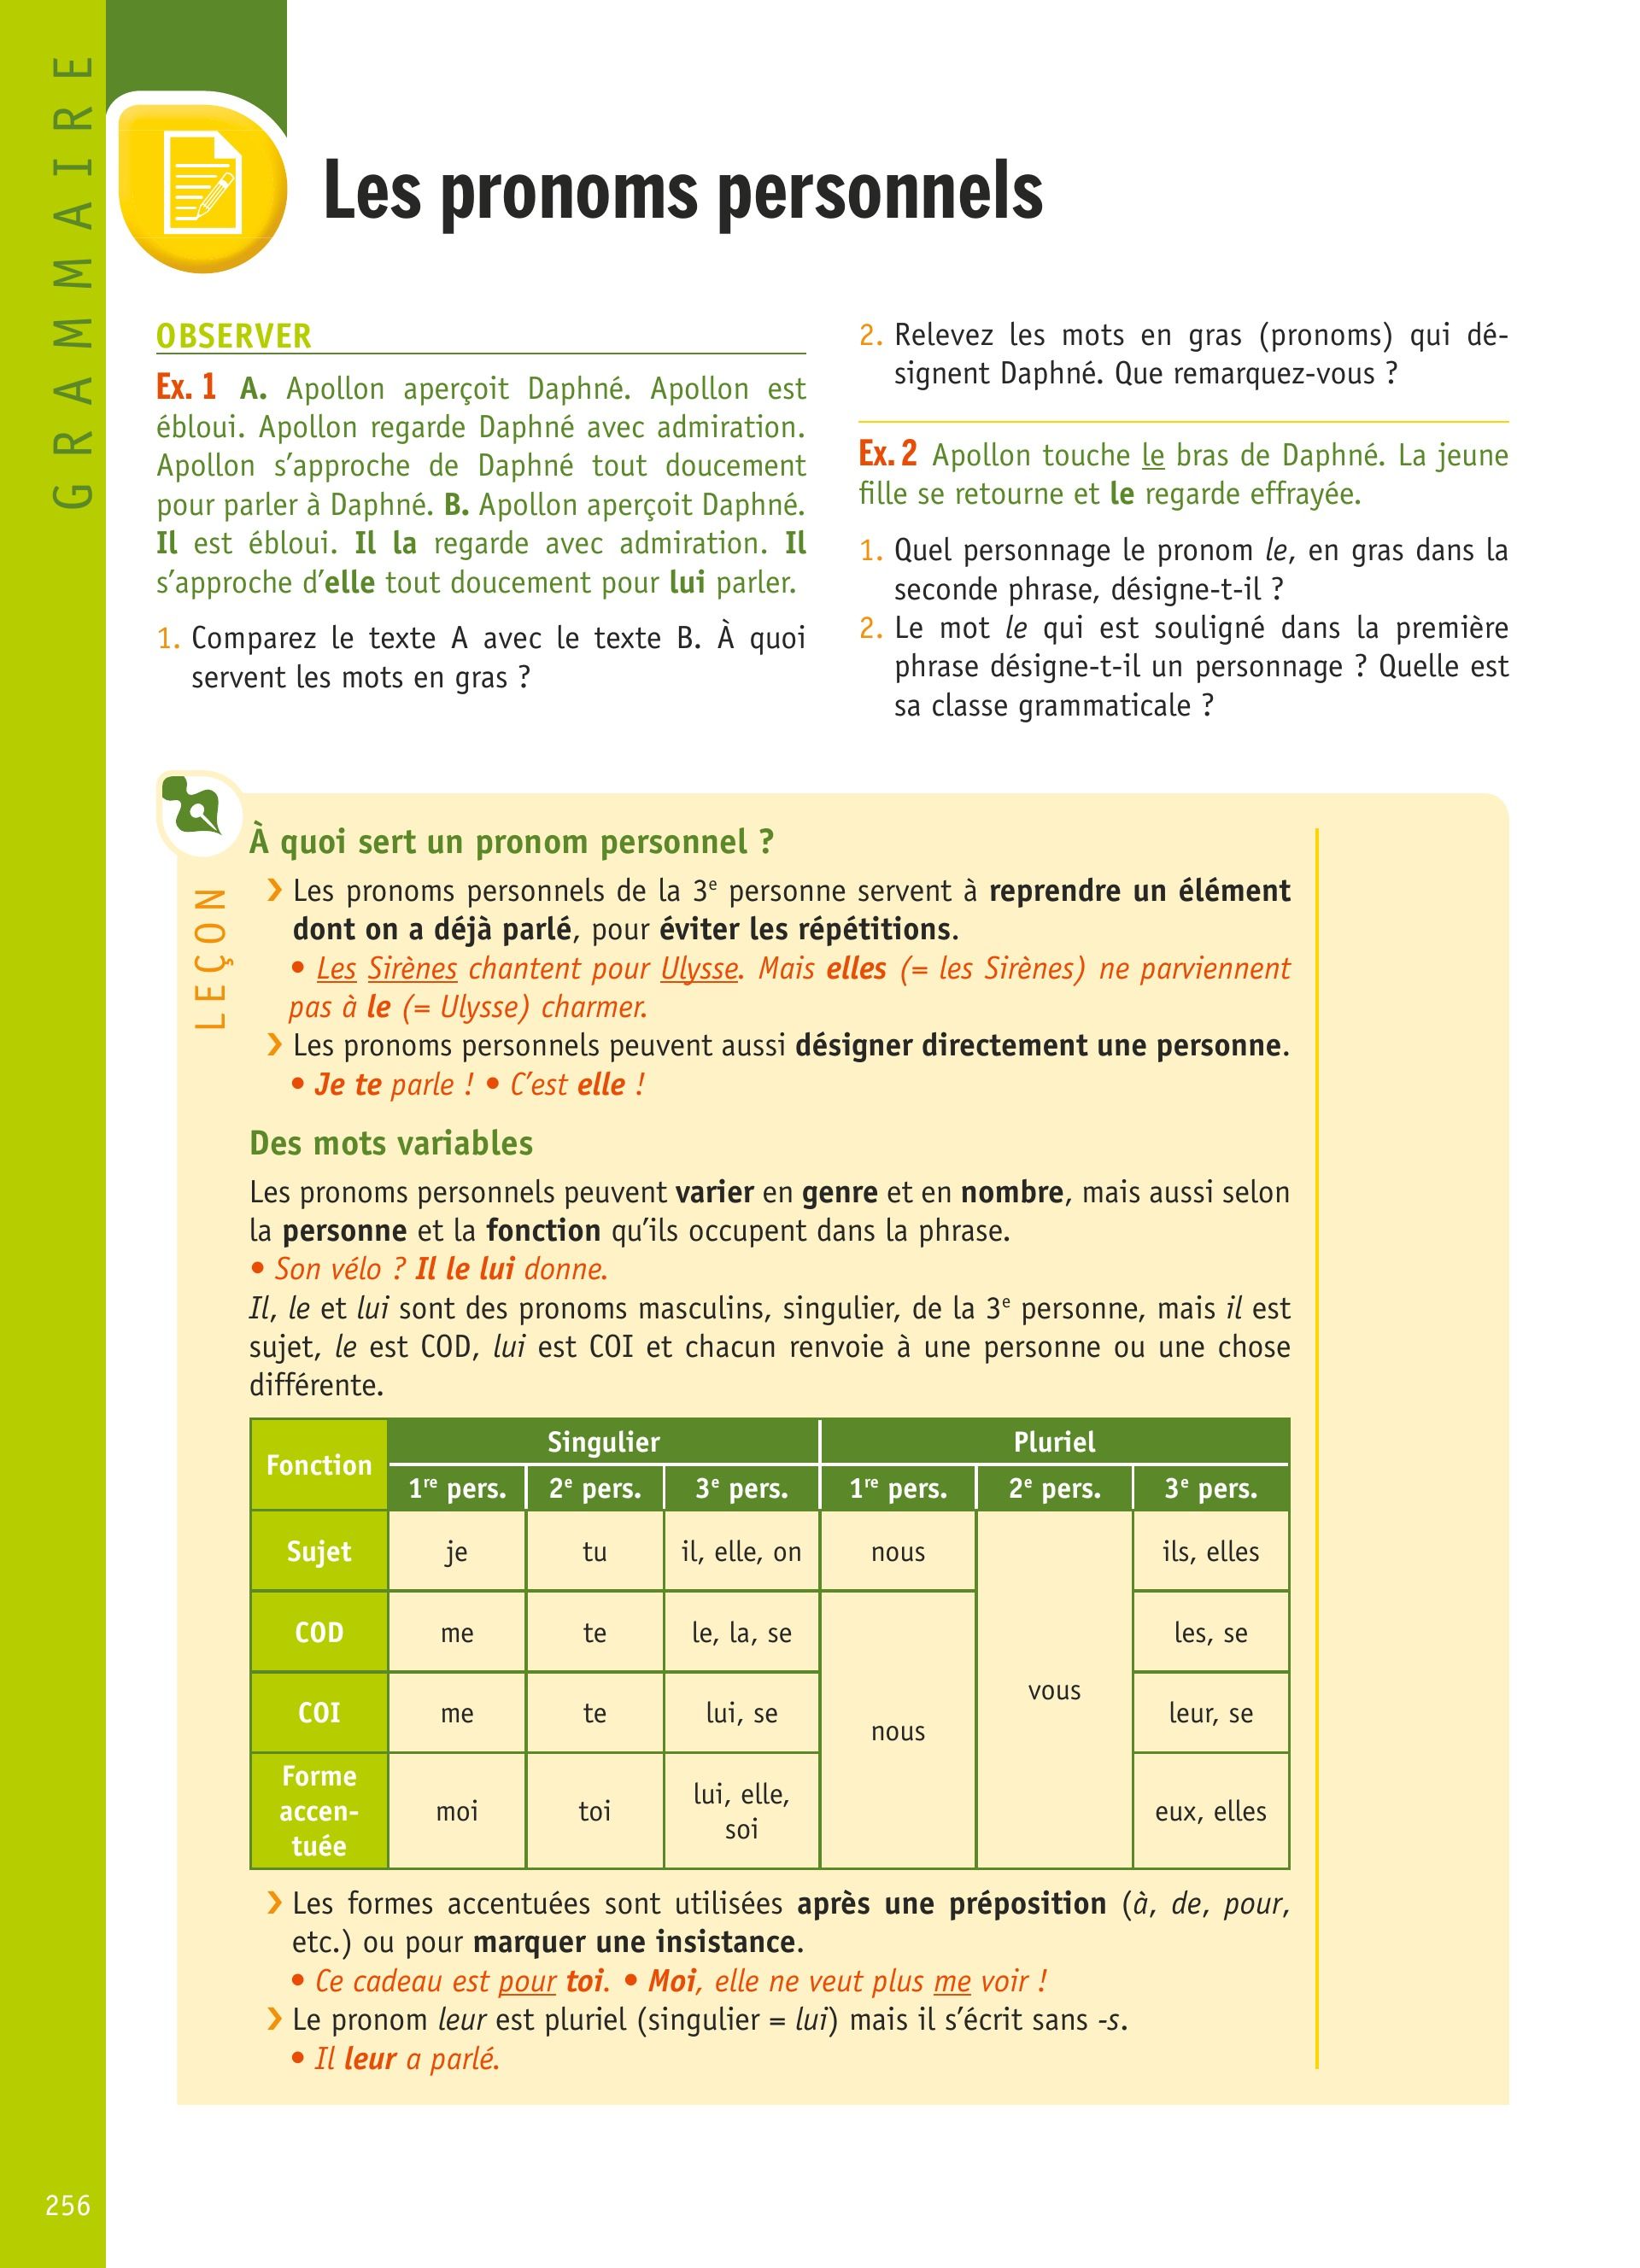 GRAMMAIRE
Les pronoms personnels
OBSERVER
Ex. 1 A. Apollon aperçoit Daphné. Apollon est
ébloui. Apollon regarde Daphné avec admiration.
Apollon s’approche de Daphné tout doucement
pour parler à Daphné. B. Apollon aperçoit Daphné.
Il est ébloui. Il la regarde avec admiration. Il
s’approche d’elle tout doucement pour lui parler.
1. Comparez le texte A avec le texte B. À quoi
servent les mots en gras ?
2. Relevez les mots en gras (pronoms) qui dé-
signent Daphné. Que remarquez-vous ?
Ex. 2 Apollon touche le bras de Daphné. La jeune
fille se retourne et le regarde effrayée.
1. Quel personnage le pronom le, en gras dans la
seconde phrase, désigne-t-il ?
2. Le mot le qui est souligné dans la première
phrase désigne-t-il un personnage ? Quelle est
sa classe grammaticale ?
LEÇON
À quoi sert un pronom personnel ?
› Les pronoms personnels de la 3e personne servent à reprendre un élément
dont on a déjà parlé, pour éviter les répétitions.
• Les Sirènes chantent pour Ulysse. Mais elles (= les Sirènes) ne parviennent
pas à le (= Ulysse) charmer.
› Les pronoms personnels peuvent aussi désigner directement une personne.
• Je te parle ! • C’est elle !
Des mots variables
Les pronoms personnels peuvent varier en genre et en nombre, mais aussi selon
la personne et la fonction qu’ils occupent dans la phrase.
• Son vélo ? Il le lui donne.
Il, le et lui sont des pronoms masculins, singulier, de la 3e personne, mais il est
sujet, le est COD, lui est COI et chacun renvoie à une personne ou une chose
différente.
Fonction Singulier Pluriel
1re pers. 2e pers. 3e pers. 1re pers. 2e pers. 3e pers.
Sujet je tu il, elle, on nous vous ils, elles
COD me te le, la, se nous les, se
COI me te lui, se leur, se
Forme
accen-
tuée
moi toi lui, elle,
soi
eux, elles
› Les formes accentuées sont utilisées après une préposition (à, de, pour,
etc.) ou pour marquer une insistance.
• Ce cadeau est pour toi. • Moi, elle ne veut plus me voir !
› Le pronom leur est pluriel (singulier = lui) mais il s’écrit sans -s.
• Il leur a parlé.
256